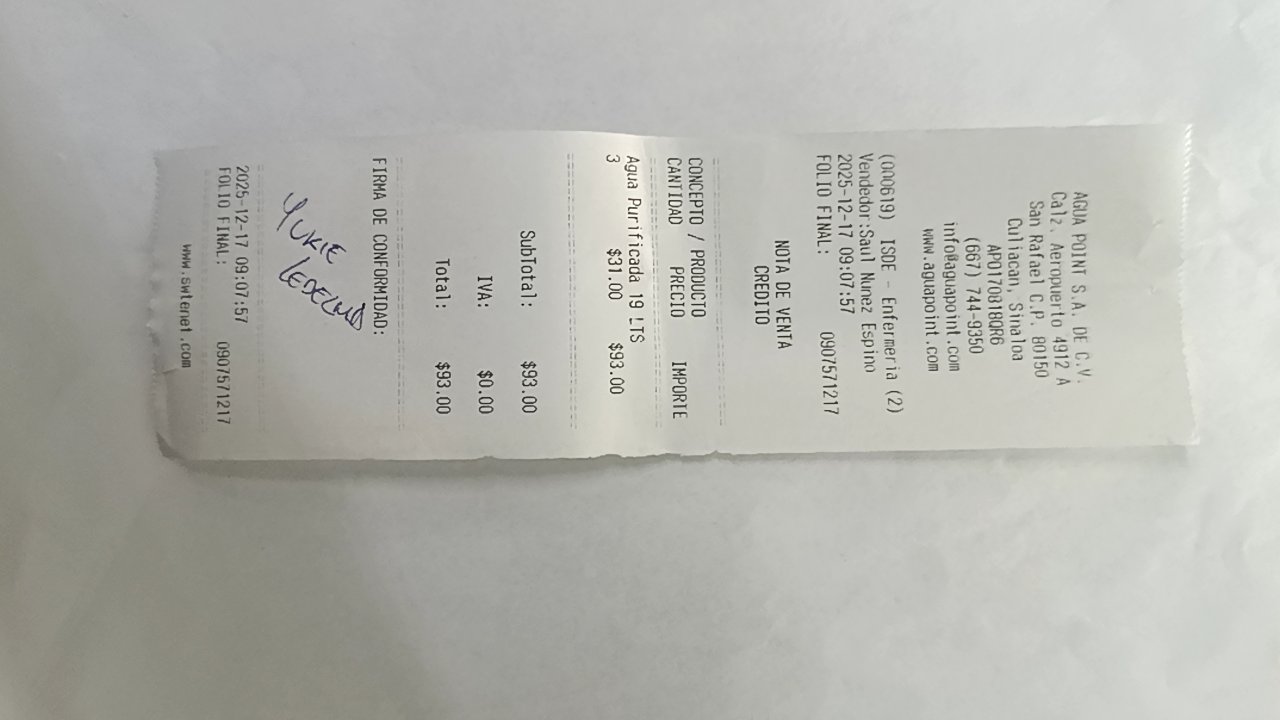 AGUA POINT S.A. DE C.V.
Calz. Aeropuerto 4912 A
San Rafael C.P. 80150
Culiacan, Sinaloa
APO170818QR6
(667) 744-9350
info@aguapoint.com
www.aguapoint.com
(000619) ISDE - Enfermeria (2)
Vendedor:Saul Nunez Espino
2025-12-17 09:07:57
FOLIO FINAL: 0907571217
NOTA DE VENTA
CREDITO
CONCEPTO / PRODUCTO
CANTIDAD PRECIO IMPORTE
Agua Purificada 19 LTS
3 $31.00 $93.00
SubTotal: $93.00
IVA: $0.00
Total: $93.00
FIRMA DE CONFORMIDAD:
YUKIE
LEDEZMA
2025-12-17 09:07:57
FOLIO FINAL: 0907571217
www.swtenet.com